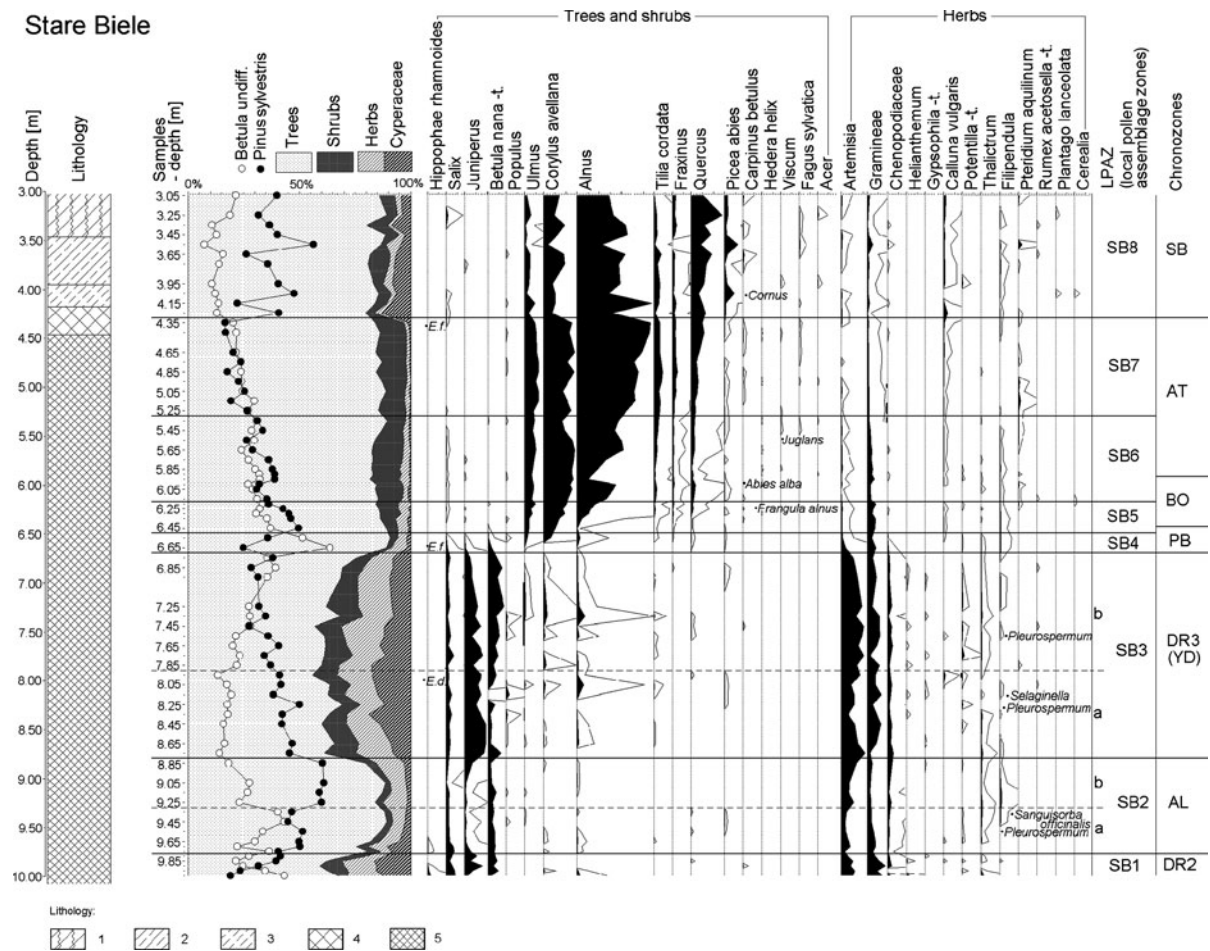 Stare Biele
Trees and shrubs
Herbs
Depth [m]
Lithology
Samples
- depth [m]
Betula undiff.
Pinus sylvestris
Trees
Shrubs
Herbs
Cyperaceae
Hippophae rhamnoides
Salix
Juniperus
Betula nana -t.
Populus
Ulmus
Corylus avellana
Alnus
Tilia cordata
Fraxinus
Quercus
Picea abies
Carpinus betulus
Hedera helix
Viscum
Fagus sylvatica
Acer
Artemisia
Gramineae
Chenopodiaceae
Helianthemum
Gypsophila -t.
Calluna vulgaris
Potentilla -t.
Thalictrum
Filipendula
Pteridium aquilinum
Rumex acetosella -t.
Plantago lanceolata
Cerealia
LPAZ
(local pollen
assemblage zones)
Chronozones
0%
50%
100%
3.00
3.50
4.00
4.50
5.00
5.50
6.00
6.50
7.00
7.50
8.00
8.50
9.00
9.50
10.00
3.05
3.25
3.45
3.65
3.95
4.15
4.35
4.65
4.85
5.05
5.25
5.45
5.65
5.85
6.05
6.25
6.45
6.65
6.85
7.25
7.45
7.65
7.85
8.05
8.25
8.45
8.65
8.85
9.05
9.25
9.45
9.65
9.85
Cornus
E.f.
Juglans
Abies alba
Frangula alnus
E.f.
E.d.
Pleurospermum
Selaginella
Pleurospermum
Sanguisorba
officinalis
Pleurospermum
SB8
SB7
SB6
SB5
SB4
b
SB3
a
b
SB2
a
SB1
SB
AT
BO
PB
DR3
(YD)
AL
DR2
Lithology:
1
2
3
4
5